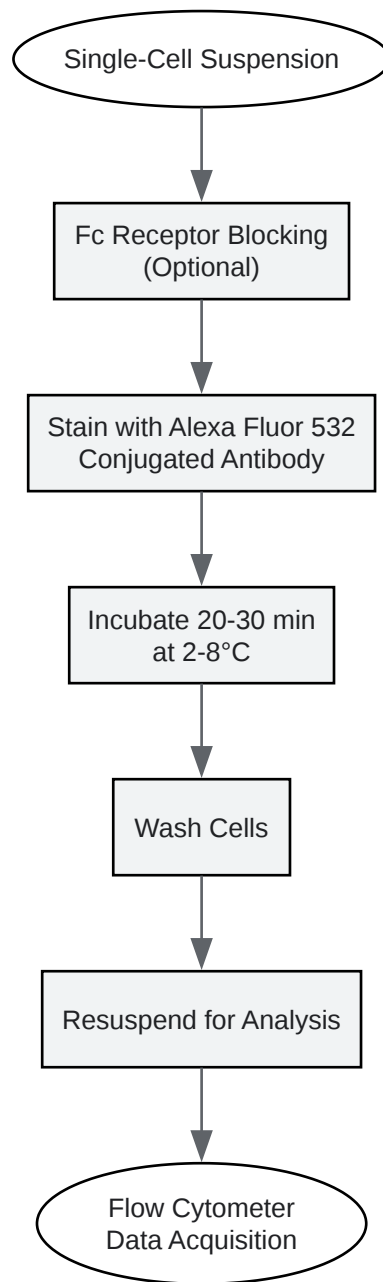 Single-Cell Suspension
Fc Receptor Blocking
(Optional)
Stain with Alexa Fluor 532
Conjugated Antibody
Incubate 20-30 min
at 2-8°C
Wash Cells
Resuspend for Analysis
Flow Cytometer
Data Acquisition